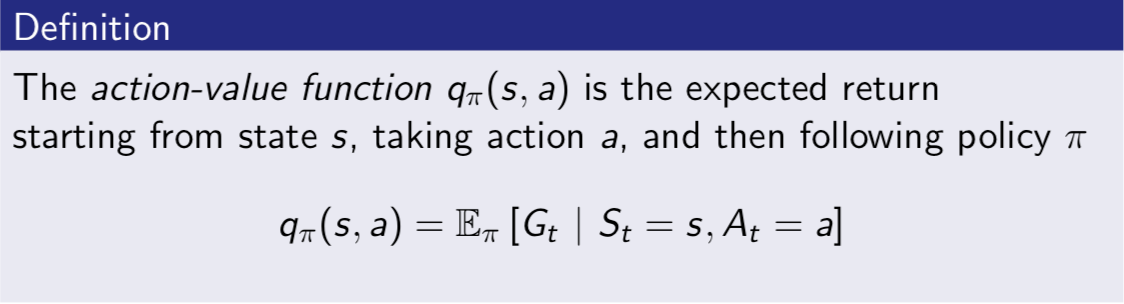 Definition
The action-value function qπ(s, a) is the expected return
starting from state s, taking action a, and then following policy π
qπ(s, a) = 𝔼π [Gt | St = s, At = a]